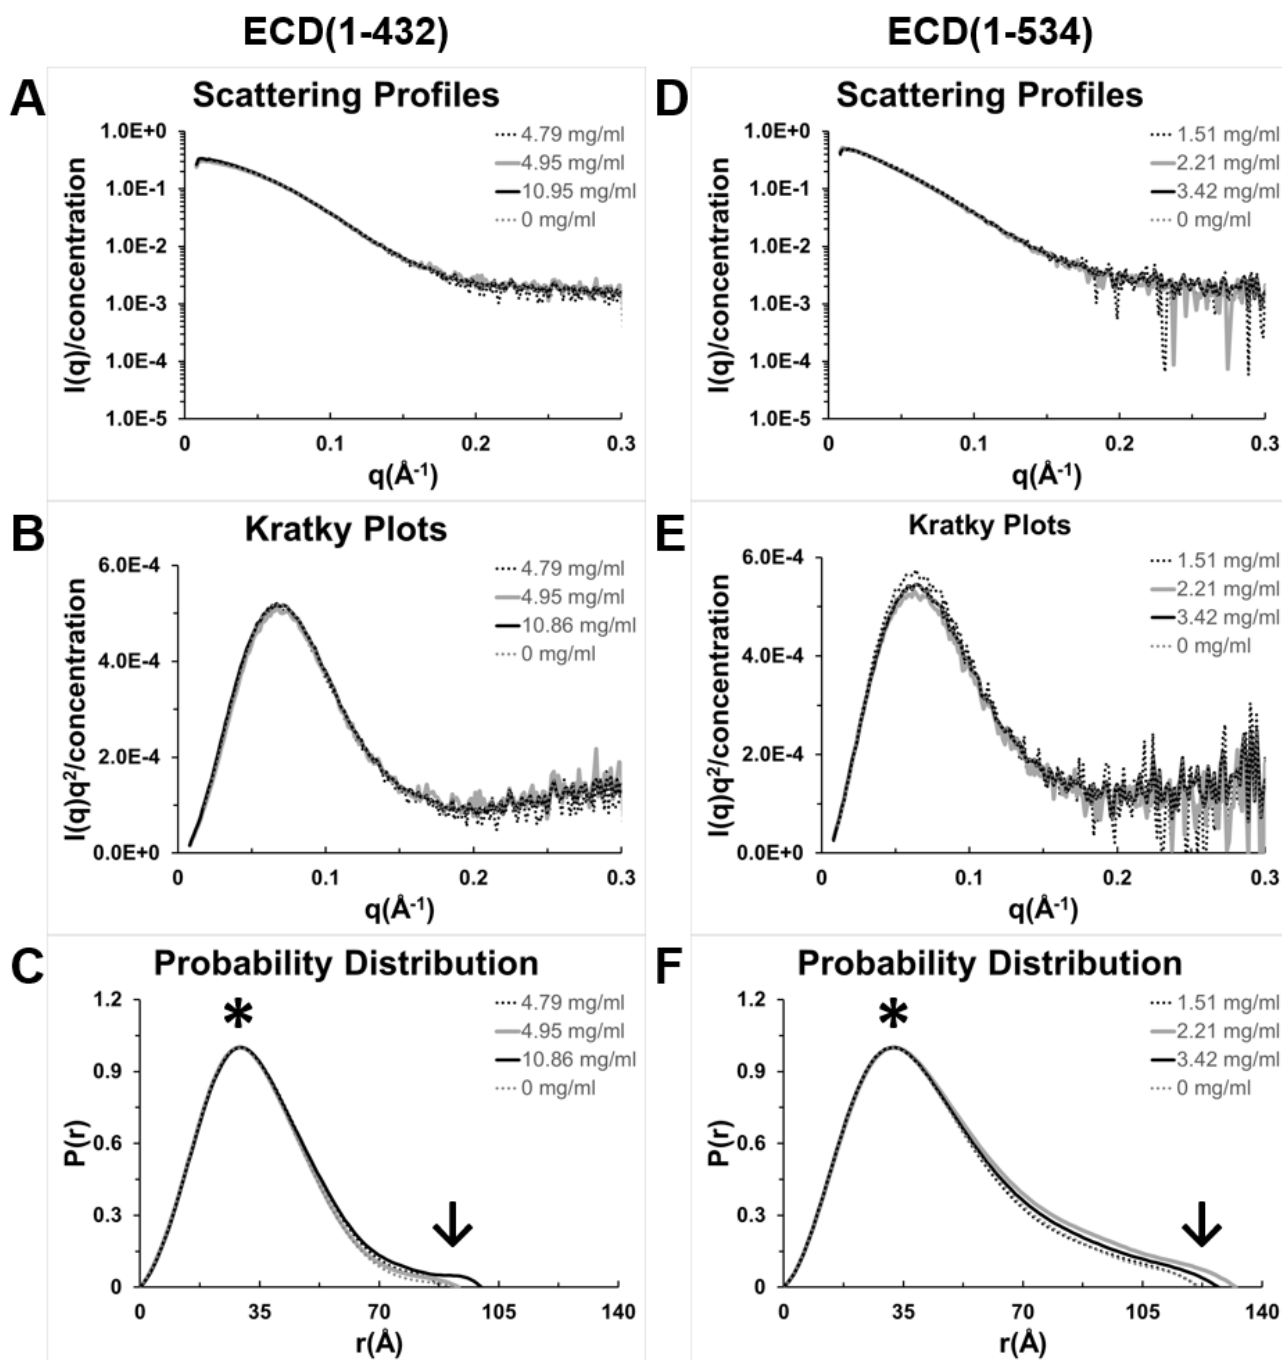 ECD(1-432)
A
Scattering Profiles
4.79 mg/ml
4.95 mg/ml
10.95 mg/ml
0 mg/ml
1.0E+0
1.0E-1
1.0E-2
1.0E-3
1.0E-4
1.0E-5
I(q)/concentration
0 0.1 0.2 0.3
q(Å⁻¹)
B
Kratky Plots
4.79 mg/ml
4.95 mg/ml
10.86 mg/ml
0 mg/ml
6.0E-4
4.0E-4
2.0E-4
0.0E+0
I(q)q²/concentration
0 0.1 0.2 0.3
q(Å⁻¹)
C
Probability Distribution
4.79 mg/ml
4.95 mg/ml
10.86 mg/ml
0 mg/ml
*
1.2
0.9
0.6
0.3
0
P(r)
0 35 70 105 140
r(Å)
ECD(1-534)
D
Scattering Profiles
1.51 mg/ml
2.21 mg/ml
3.42 mg/ml
0 mg/ml
1.0E+0
1.0E-1
1.0E-2
1.0E-3
1.0E-4
1.0E-5
I(q)/concentration
0 0.1 0.2 0.3
q(Å⁻¹)
E
Kratky Plots
1.51 mg/ml
2.21 mg/ml
3.42 mg/ml
0 mg/ml
6.0E-4
4.0E-4
2.0E-4
0.0E+0
I(q)q²/concentration
0 0.1 0.2 0.3
q(Å⁻¹)
F
Probability Distribution
1.51 mg/ml
2.21 mg/ml
3.42 mg/ml
0 mg/ml
*
1.2
0.9
0.6
0.3
0
P(r)
0 35 70 105 140
r(Å)